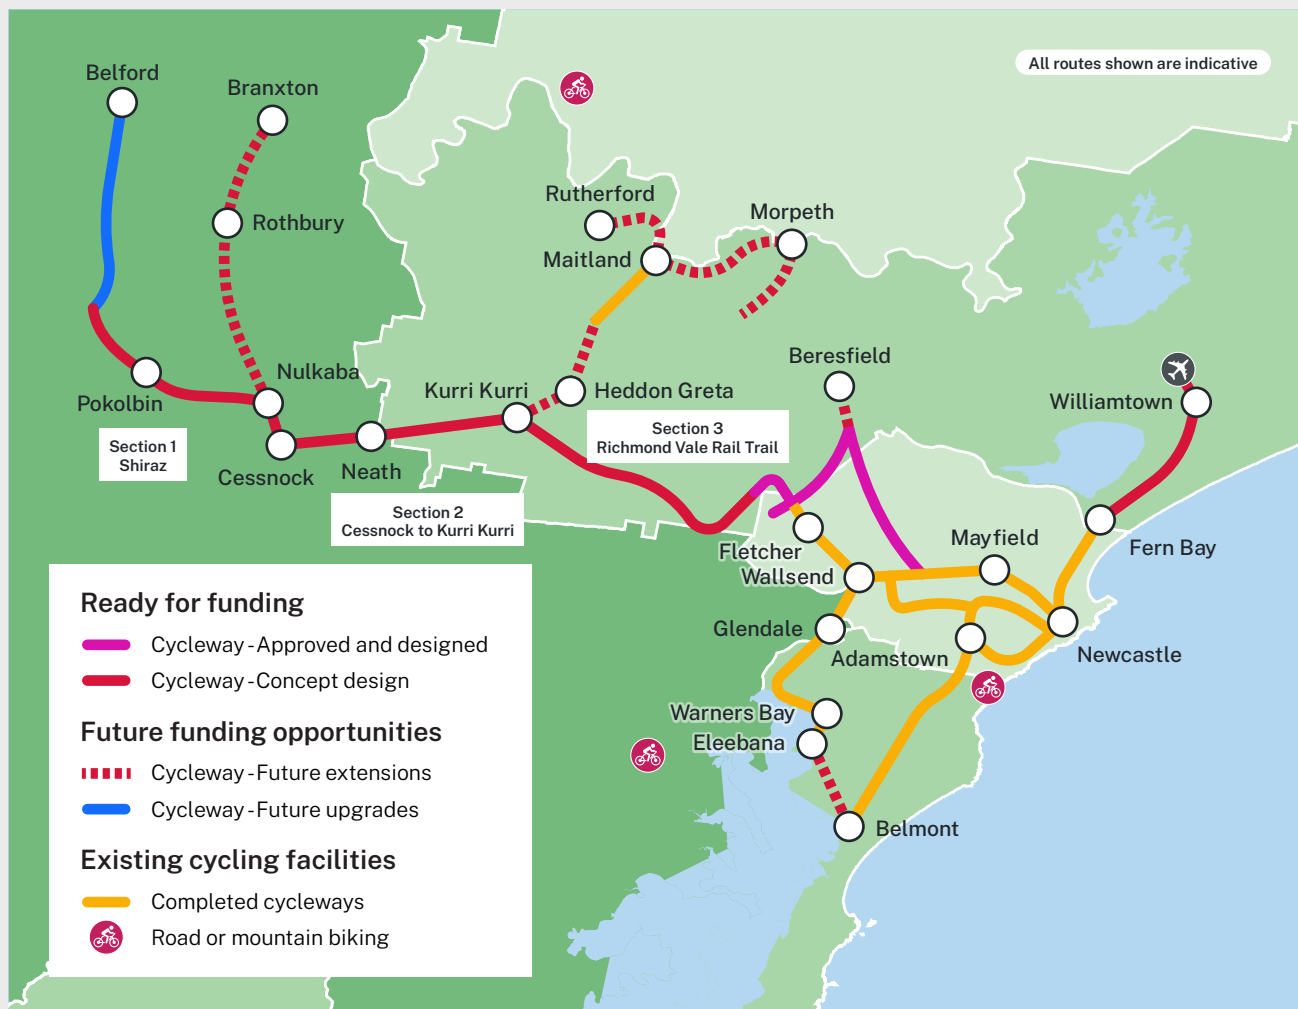 All routes shown are indicative
Belford
Branxton
Rutherford
Morpeth
Rothbury
Maitland
Beresfield
Nulkaba
Kurri Kurri
Heddon Greta
Williamtown
Pokolbin
Section 1
Shiraz
Section 3
Richmond Vale Rail Trail
Cessnock
Neath
Section 2
Cessnock to Kurri Kurri
Fletcher
Mayfield
Fern Bay
Wallsend
Glendale
Adamstown
Newcastle
Warners Bay
Eleebana
Belmont
Ready for funding
Cycleway - Approved and designed
Cycleway - Concept design
Future funding opportunities
Cycleway - Future extensions
Cycleway - Future upgrades
Existing cycling facilities
Completed cycleways
Road or mountain biking